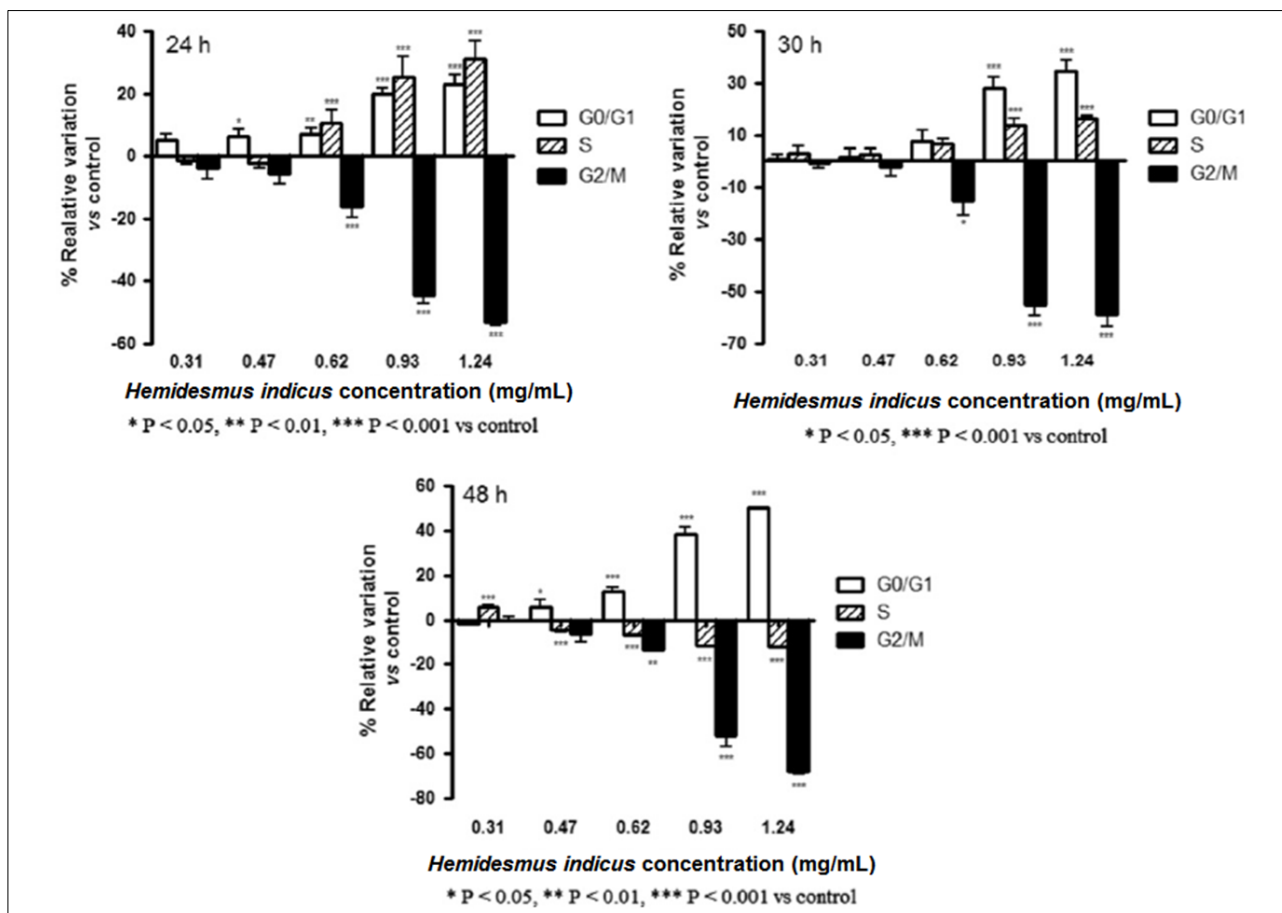 24 h
% Realative variation
vs control
40
20
0
-20
-40
-60
* ** *** *** *** *** ***
*** *** ***
G0/G1
S
G2/M
0.31 0.47 0.62 0.93 1.24
Hemidesmus indicus concentration (mg/mL)
* P < 0.05, ** P < 0.01, *** P < 0.001 vs control
30 h
% Relative variation
vs control
50
30
10
-10
-30
-50
-70
*** *** *** ***
* *** ***
G0/G1
S
G2/M
0.31 0.47 0.62 0.93 1.24
Hemidesmus indicus concentration (mg/mL)
* P < 0.05, *** P < 0.001 vs control
48 h
% Relative variation
vs control
60
40
20
0
-20
-40
-60
-80
*** * *** *** ***
*** *** ** *** *** *** ***
G0/G1
S
G2/M
0.31 0.47 0.62 0.93 1.24
Hemidesmus indicus concentration (mg/mL)
* P < 0.05, ** P < 0.01, *** P < 0.001 vs control